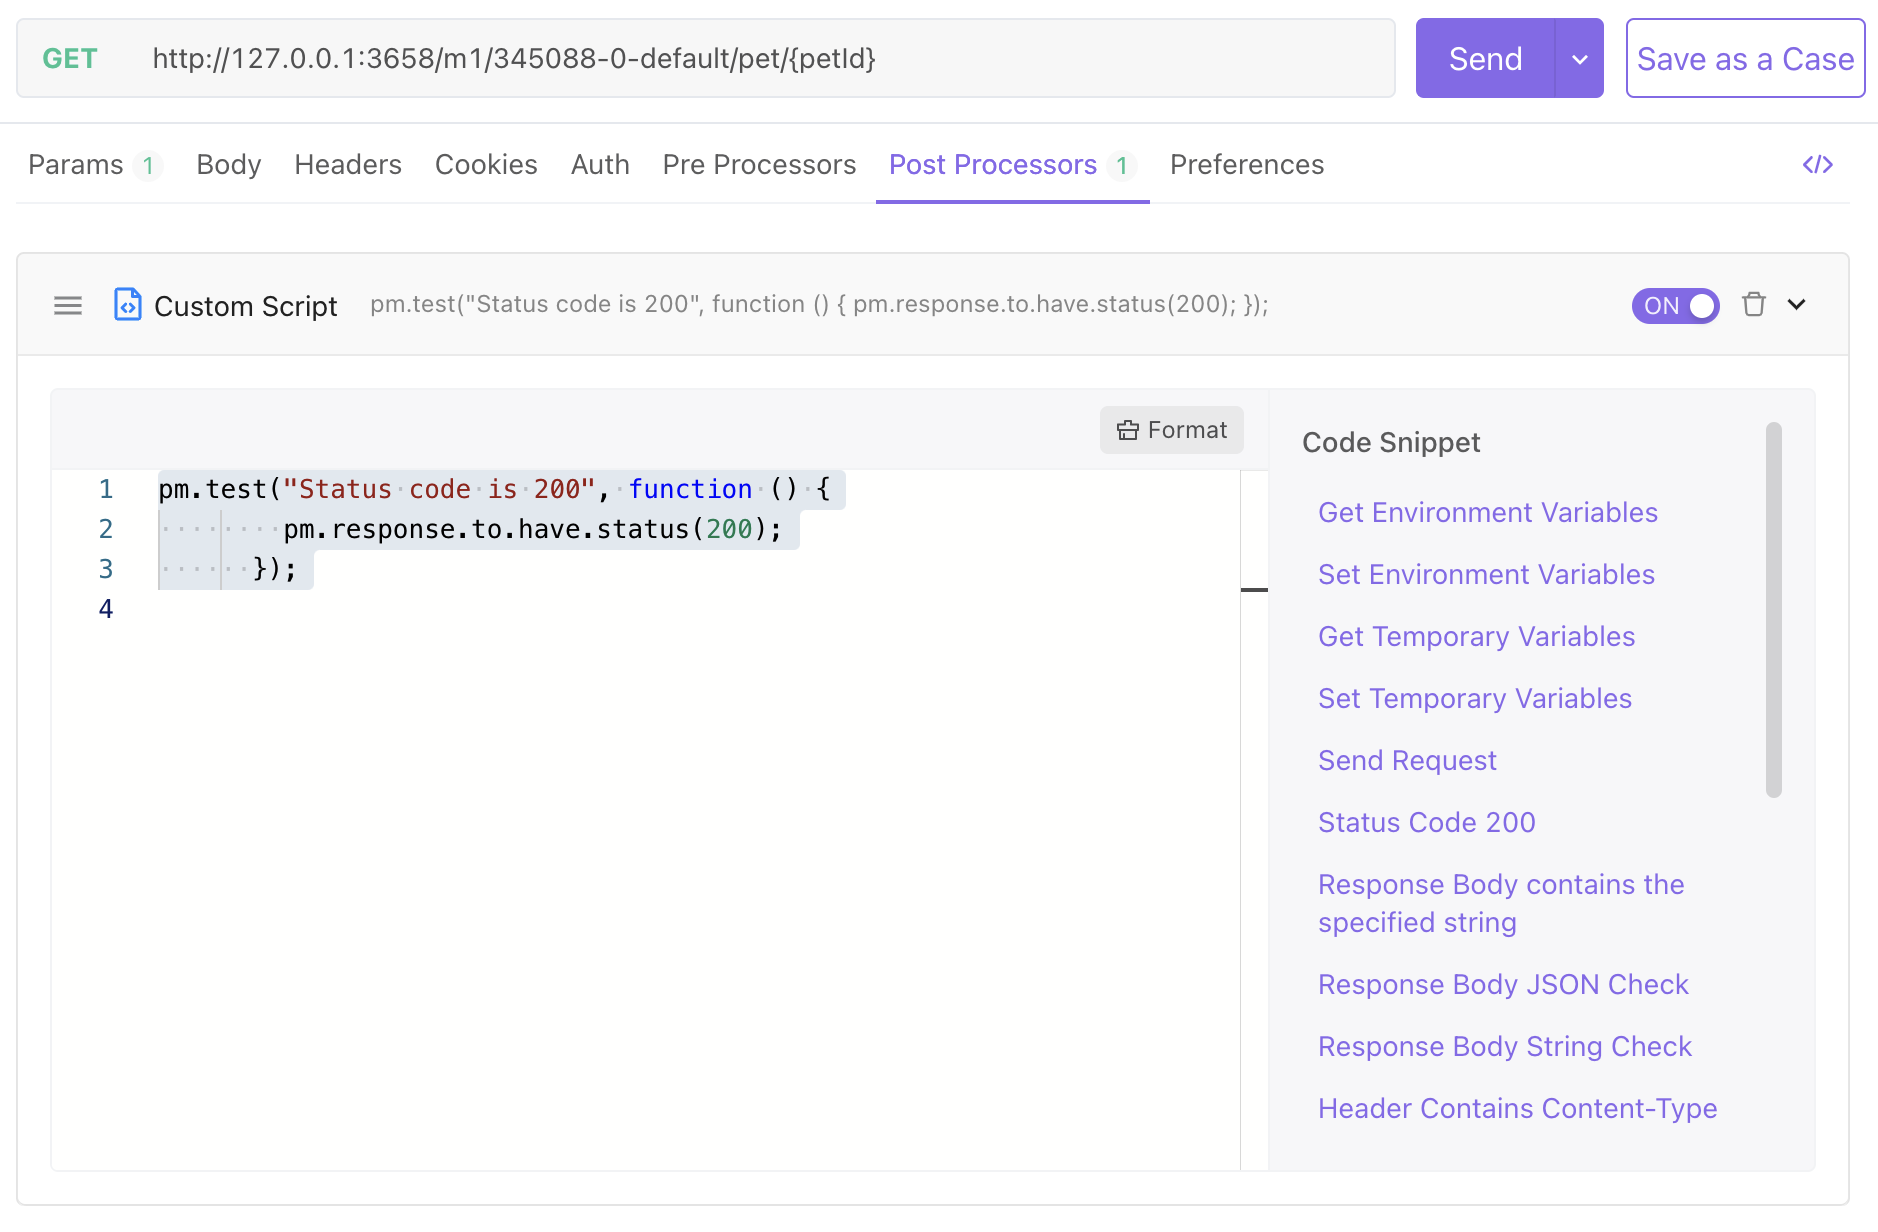 GET http://127.0.0.1:3658/m1/345088-0-default/pet/{petId} Send Save as a Case
Params 1 Body Headers Cookies Auth Pre Processors Post Processors 1 Preferences </>
Custom Script pm.test("Status code is 200", function () { pm.response.to.have.status(200); }); ON
Format
1 pm.test("Status code is 200", function () {
2         pm.response.to.have.status(200);
3       });
4
Code Snippet
Get Environment Variables
Set Environment Variables
Get Temporary Variables
Set Temporary Variables
Send Request
Status Code 200
Response Body contains the
specified string
Response Body JSON Check
Response Body String Check
Header Contains Content-Type